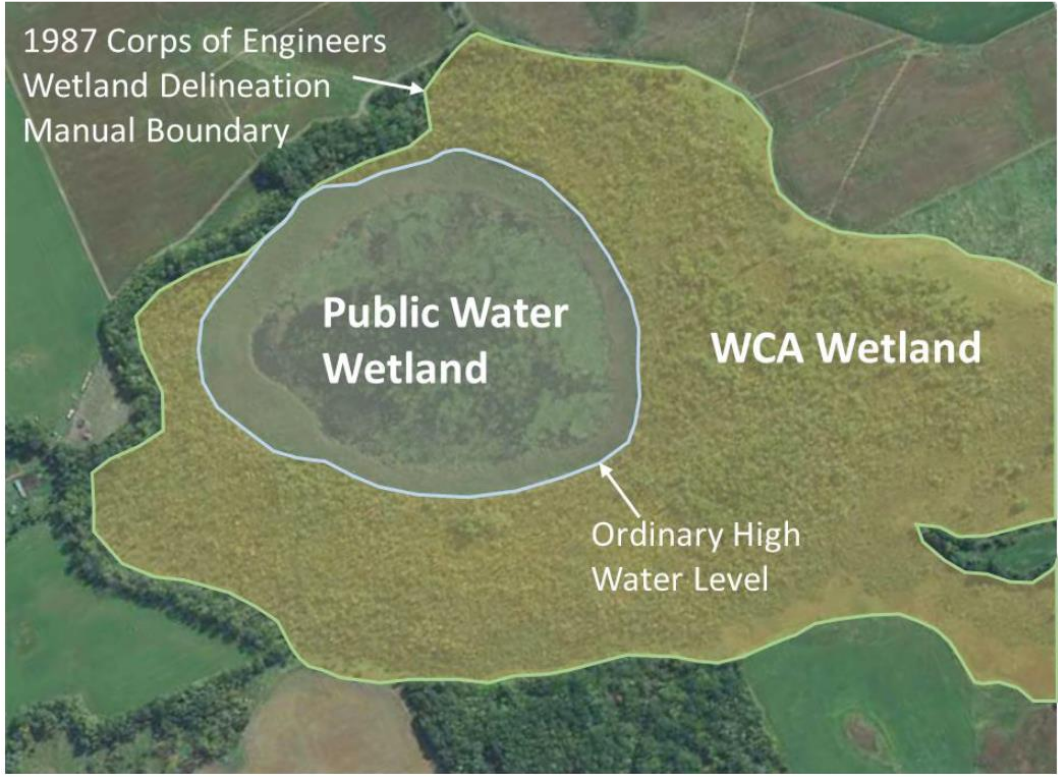 1987 Corps of Engineers
Wetland Delineation
Manual Boundary
Public Water
Wetland
WCA Wetland
Ordinary High
Water Level